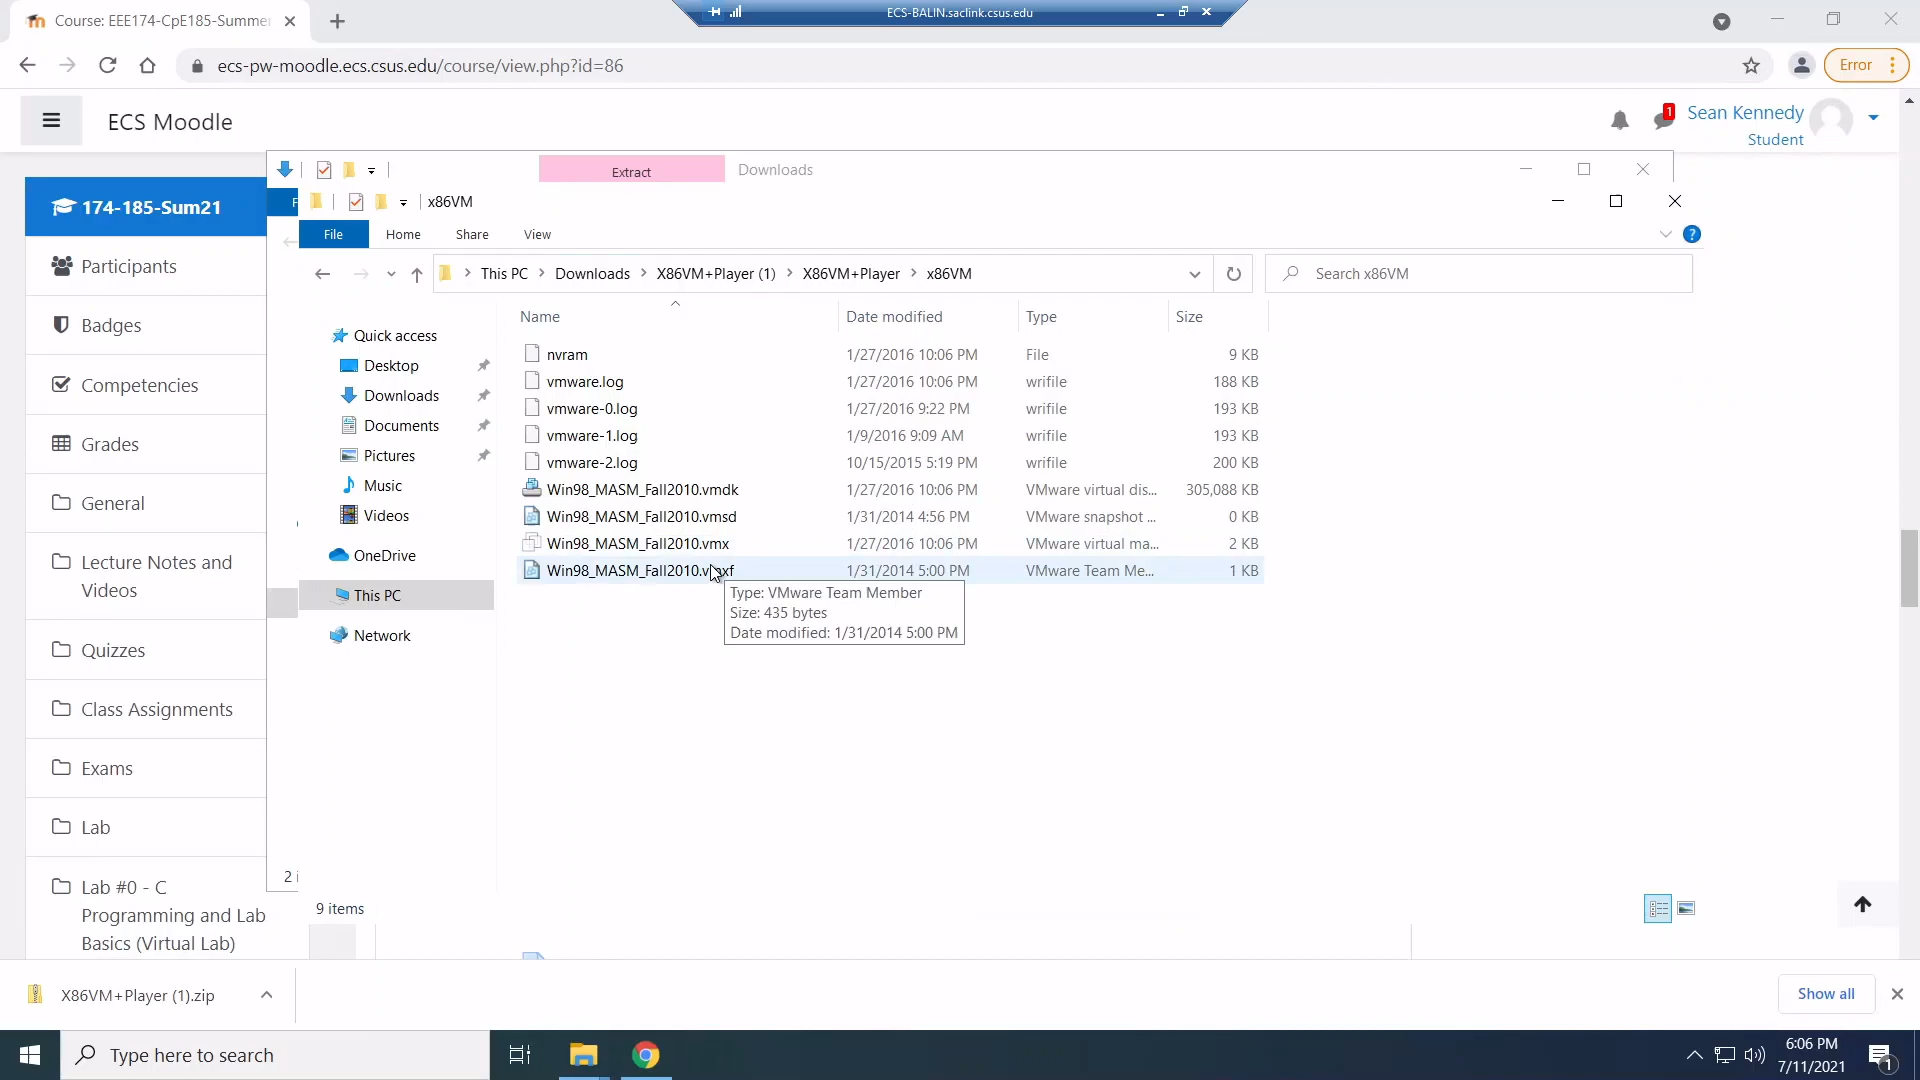 Course: EEE174-CpE185-Summer
ECS-BALIN.saclink.csus.edu
ecs-pw-moodle.ecs.csus.edu/course/view.php?id=86
Error
ECS Moodle
1
Sean Kennedy
Student
Extract
Downloads
174-185-Sum21
F
x86VM
File
Home
Share
View
?
This PC
Downloads
X86VM+Player (1)
X86VM+Player
x86VM
Search x86VM
Participants
Badges
Competencies
Grades
General
Lecture Notes and
Videos
Quizzes
Class Assignments
Exams
Lab
Lab #0 - C
Programming and Lab
Basics (Virtual Lab)
Quick access
Desktop
Downloads
Documents
Pictures
Music
Videos
OneDrive
This PC
Network
Name Date modified Type Size
nvram 1/27/2016 10:06 PM File 9 KB
vmware.log 1/27/2016 10:06 PM wrifile 188 KB
vmware-0.log 1/27/2016 9:22 PM wrifile 193 KB
vmware-1.log 1/9/2016 9:09 AM wrifile 193 KB
vmware-2.log 10/15/2015 5:19 PM wrifile 200 KB
Win98_MASM_Fall2010.vmdk 1/27/2016 10:06 PM VMware virtual dis... 305,088 KB
Win98_MASM_Fall2010.vmsd 1/31/2014 4:56 PM VMware snapshot ... 0 KB
Win98_MASM_Fall2010.vmx 1/27/2016 10:06 PM VMware virtual ma... 2 KB
Win98_MASM_Fall2010.vmxf 1/31/2014 5:00 PM VMware Team Me... 1 KB
Type: VMware Team Member
Size: 435 bytes
Date modified: 1/31/2014 5:00 PM
2 i
9 items
X86VM+Player (1).zip
Show all
Type here to search
6:06 PM
7/11/2021
1